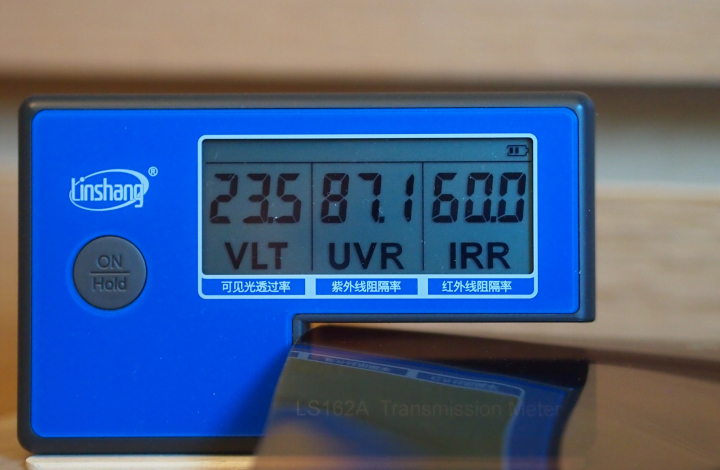 Linshang®
23.5 87.1 60.0
VLT UVR IRR
可见光透过率 紫外线阻隔率 红外线阻隔率
ON
Hold
LS162A Transmission Meter